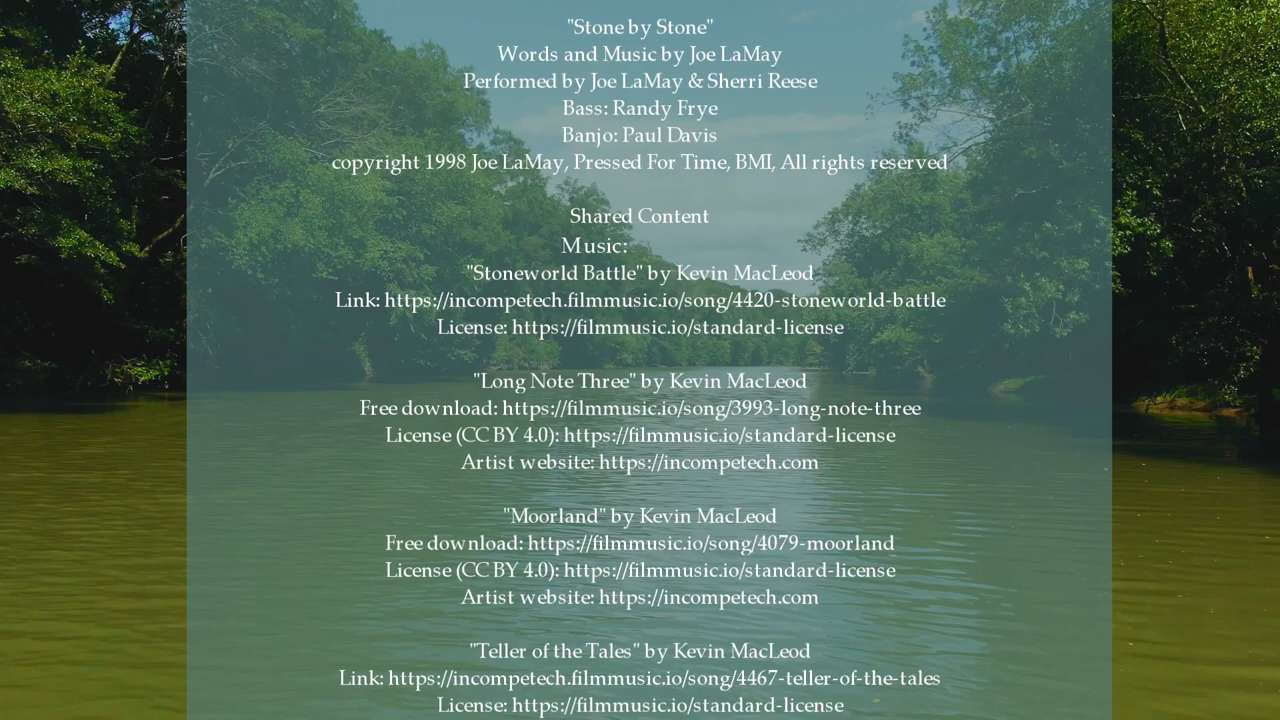 "Stone by Stone"
Words and Music by Joe LaMay
Performed by Joe LaMay & Sherri Reese
Bass: Randy Frye
Banjo: Paul Davis
copyright 1998 Joe LaMay, Pressed For Time, BMI, All rights reserved
Shared Content
Music:
"Stoneworld Battle" by Kevin MacLeod
Link: https://incompetech.filmmusic.io/song/4420-stoneworld-battle
License: https://filmmusic.io/standard-license
"Long Note Three" by Kevin MacLeod
Free download: https://filmmusic.io/song/3993-long-note-three
License (CC BY 4.0): https://filmmusic.io/standard-license
Artist website: https://incompetech.com
"Moorland" by Kevin MacLeod
Free download: https://filmmusic.io/song/4079-moorland
License (CC BY 4.0): https://filmmusic.io/standard-license
Artist website: https://incompetech.com
"Teller of the Tales" by Kevin MacLeod
Link: https://incompetech.filmmusic.io/song/4467-teller-of-the-tales
License: https://filmmusic.io/standard-license